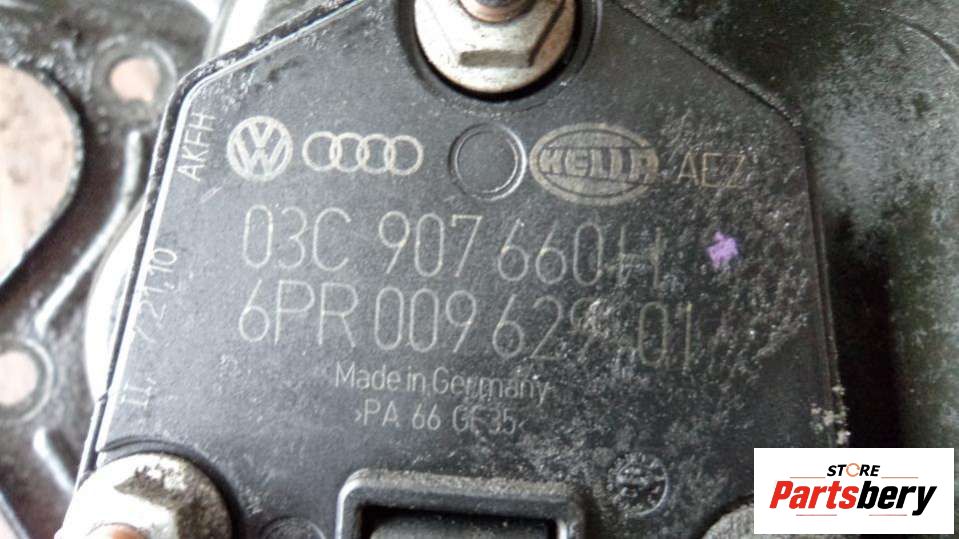 HELLA AEZ
03C 907 660 H
6PR 009 629-01
Made in Germany
>PA 66 GF35<
AKFH
STORE
Partsbery